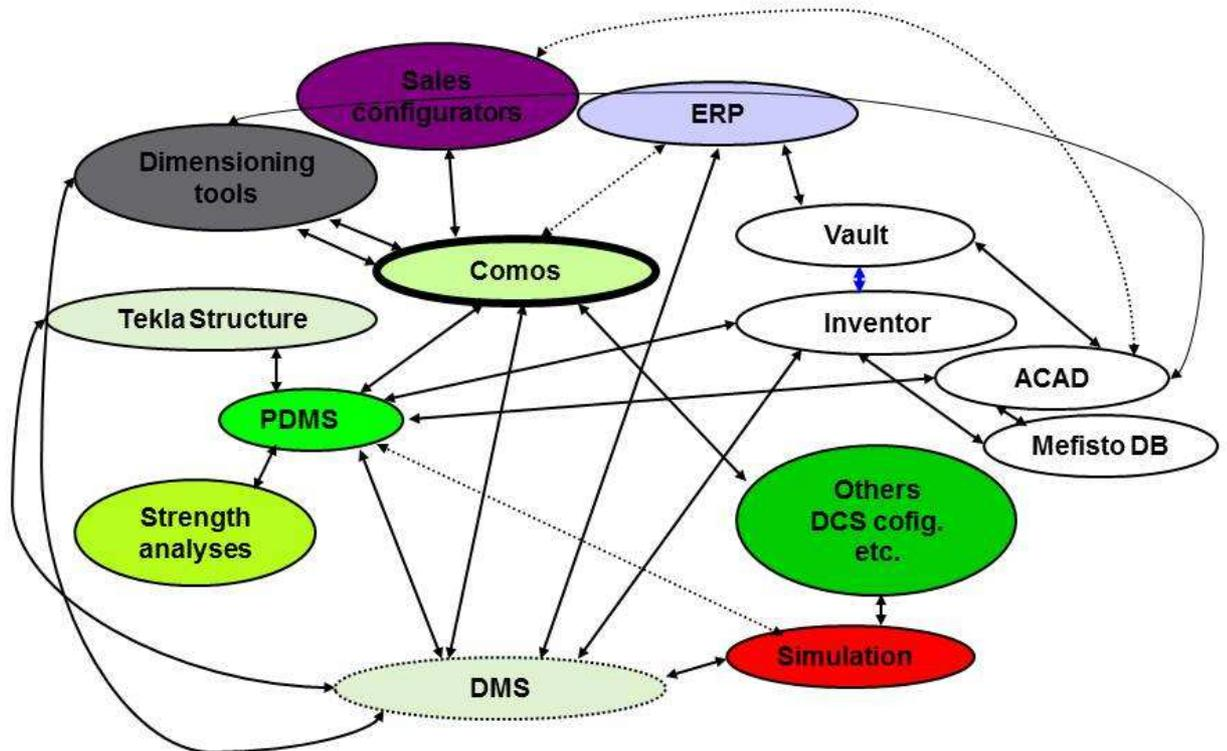 Sales
configurators
ERP
Dimensioning
tools
Vault
Comos
Tekla Structure
Inventor
ACAD
PDMS
Mefisto DB
Others
DCS cofig.
etc.
Strength
analyses
Simulation
DMS